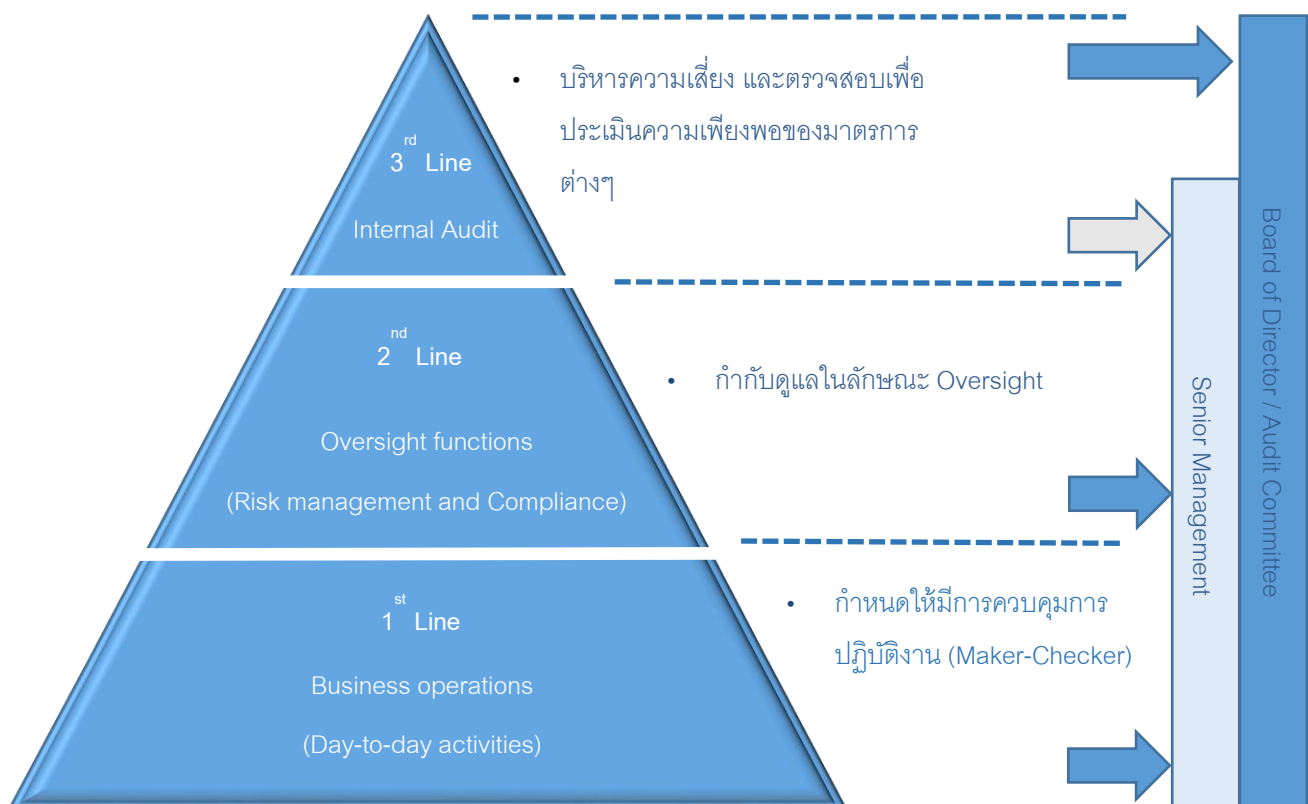 3rd Line
Internal Audit
• บริหารความเสี่ยง และตรวจสอบเพื่อ
ประเมินความเพียงพอของมาตรการ
ต่างๆ
2nd Line
Oversight functions
(Risk management and Compliance)
• กำกับดูแลในลักษณะ Oversight
1st Line
Business operations
(Day-to-day activities)
• กำหนดให้มีการควบคุมการ
ปฏิบัติงาน (Maker-Checker)
Senior Management
Board of Director / Audit Committee